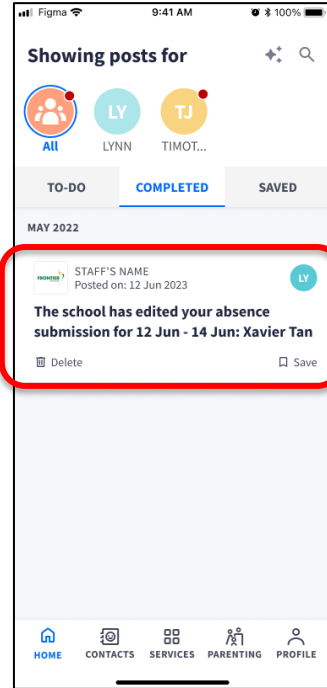 Figma 9:41 AM 100%
Showing posts for
LY TJ
All LYNN TIMOT...
TO-DO COMPLETED SAVED
MAY 2022
FRONTIER STAFF'S NAME LY
Posted on: 12 Jun 2023
The school has edited your absence
submission for 12 Jun - 14 Jun: Xavier Tan
Delete Save
HOME CONTACTS SERVICES PARENTING PROFILE